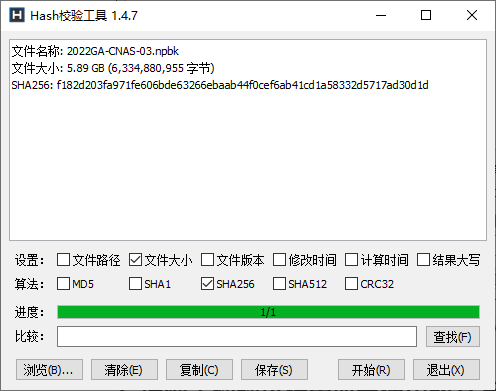 Hash校验工具 1.4.7
文件名称: 2022GA-CNAS-03.npbk
文件大小: 5.89 GB (6,334,880,955 字节)
SHA256: f182d203fa971fe606bde63266ebaab44f0cef6ab41cd1a58332d5717ad30d1d
设置: 文件路径 文件大小 文件版本 修改时间 计算时间 结果大写
算法: MD5 SHA1 SHA256 SHA512 CRC32
进度: 1/1
比较: 查找(F)
浏览(B)... 清除(E) 复制(C) 保存(S) 开始(R) 退出(X)